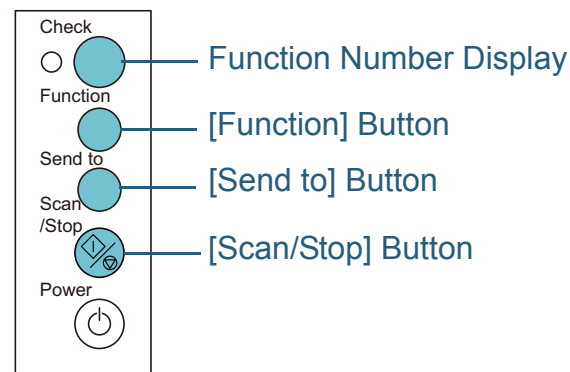 Check
Function Number Display
Function
[Function] Button
Send to
[Send to] Button
Scan
/Stop
[Scan/Stop] Button
Power